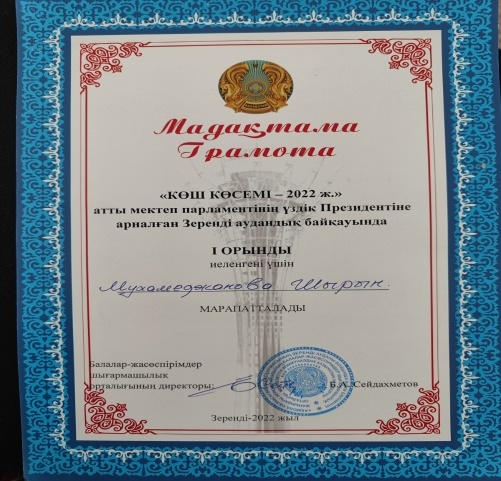 Мадақтама
Грамота
«КӨШ КӨСЕМІ – 2022 ж.»
атты мектеп парламентінің үздік Президентіне
арналған Зеренді аудандық байқауында
І ОРЫНДЫ
иеленгені үшін
Мухамеджанова Шырын.
МАРАПАТТАЛАДЫ
Балалар-жасөспірімдер
шығармашылық
орталығының директоры:
Б.А. Сейдахметов
Зеренді-2022 жыл